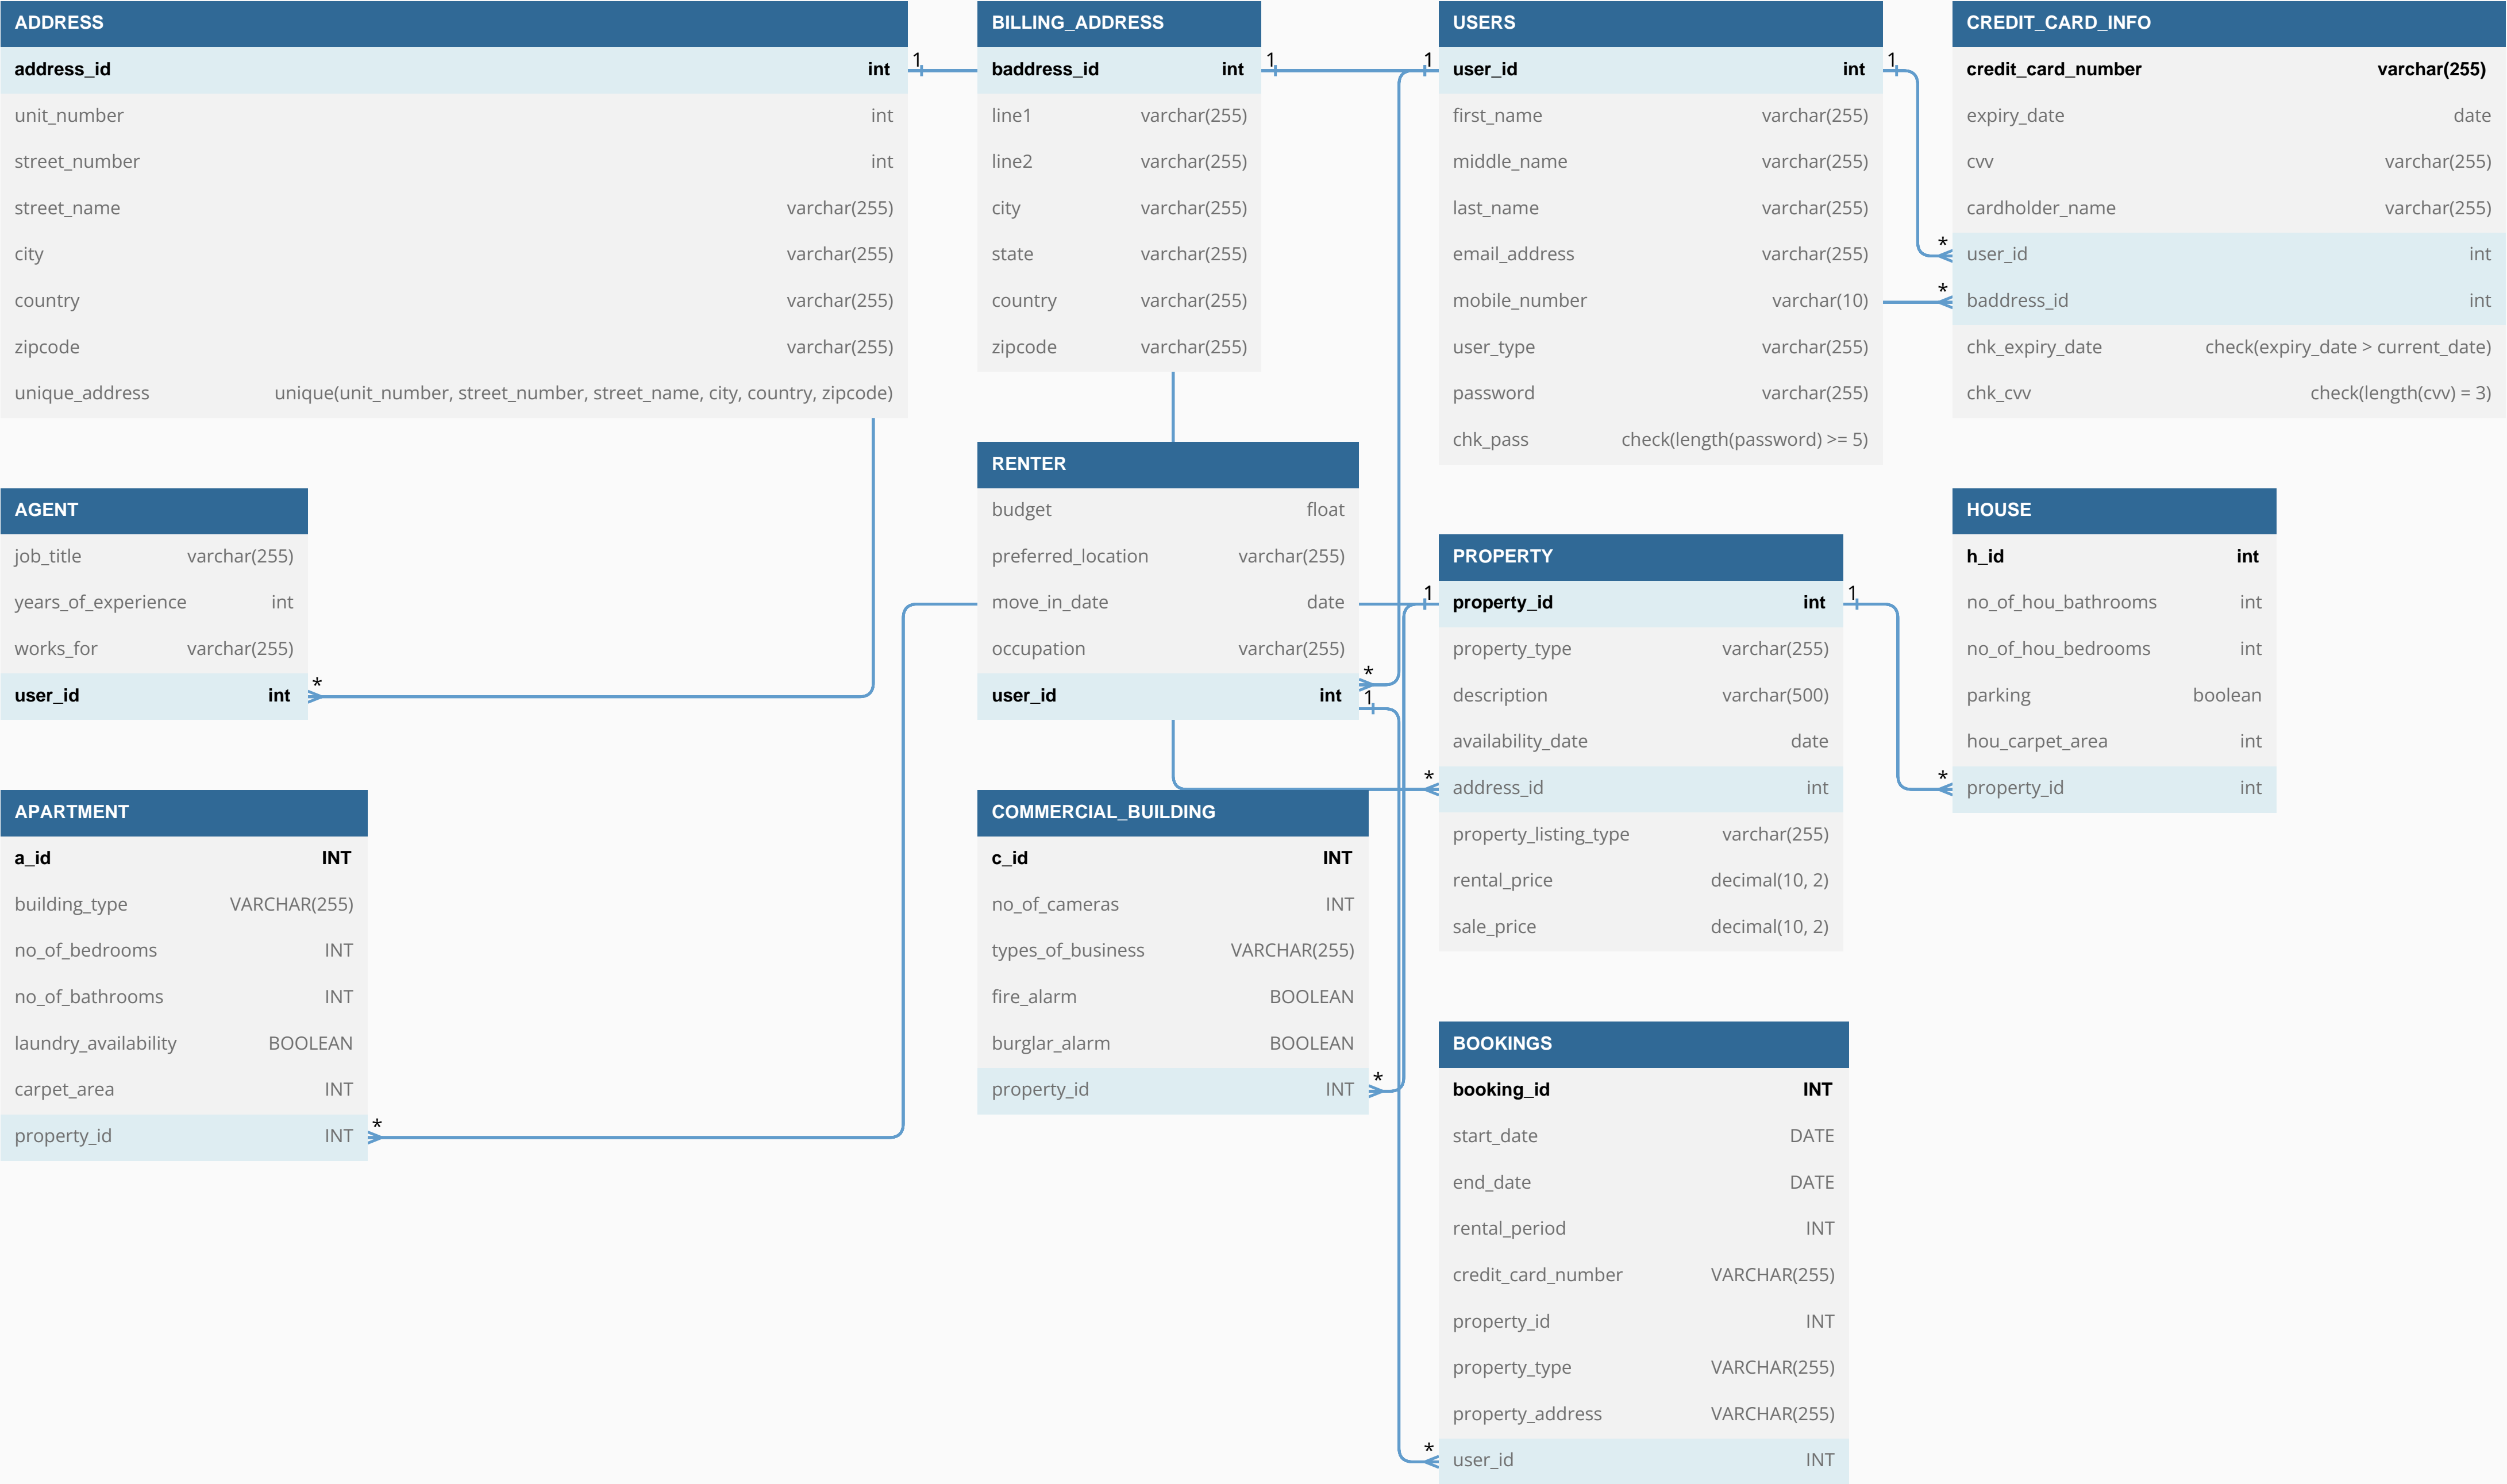 ADDRESS
address_id int
unit_number int
street_number int
street_name varchar(255)
city varchar(255)
country varchar(255)
zipcode varchar(255)
unique_address unique(unit_number, street_number, street_name, city, country, zipcode)
1
BILLING_ADDRESS
baddress_id int
line1 varchar(255)
line2 varchar(255)
city varchar(255)
state varchar(255)
country varchar(255)
zipcode varchar(255)
1
1
USERS
user_id int
first_name varchar(255)
middle_name varchar(255)
last_name varchar(255)
email_address varchar(255)
mobile_number varchar(10)
user_type varchar(255)
password varchar(255)
chk_pass check(length(password) >= 5)
1
*
*
CREDIT_CARD_INFO
credit_card_number varchar(255)
expiry_date date
cvv varchar(255)
cardholder_name varchar(255)
user_id int
baddress_id int
chk_expiry_date check(expiry_date > current_date)
chk_cvv check(length(cvv) = 3)
AGENT
job_title varchar(255)
years_of_experience int
works_for varchar(255)
user_id int
*
RENTER
budget float
preferred_location varchar(255)
move_in_date date
occupation varchar(255)
user_id int
*
1
1
*
PROPERTY
property_id int
property_type varchar(255)
description varchar(500)
availability_date date
address_id int
property_listing_type varchar(255)
rental_price decimal(10, 2)
sale_price decimal(10, 2)
1
*
HOUSE
h_id int
no_of_hou_bathrooms int
no_of_hou_bedrooms int
parking boolean
hou_carpet_area int
property_id int
APARTMENT
a_id INT
building_type VARCHAR(255)
no_of_bedrooms INT
no_of_bathrooms INT
laundry_availability BOOLEAN
carpet_area INT
property_id INT
*
COMMERCIAL_BUILDING
c_id INT
no_of_cameras INT
types_of_business VARCHAR(255)
fire_alarm BOOLEAN
burglar_alarm BOOLEAN
property_id INT
*
BOOKINGS
booking_id INT
start_date DATE
end_date DATE
rental_period INT
credit_card_number VARCHAR(255)
property_id INT
property_type VARCHAR(255)
property_address VARCHAR(255)
user_id INT
*